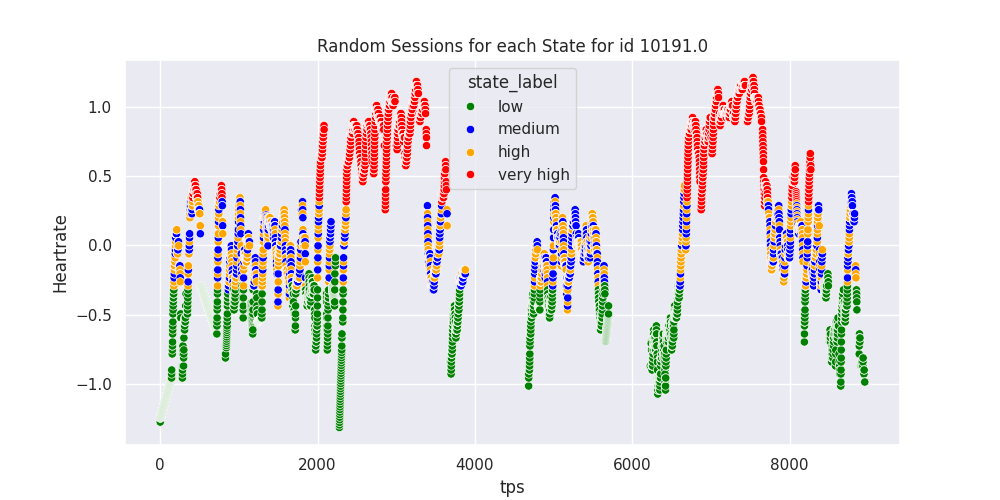 Random Sessions for each State for id 10191.0
state_label
low
medium
high
very high
Heartrate
1.0
0.5
0.0
−0.5
−1.0
0 2000 4000 6000 8000
tps